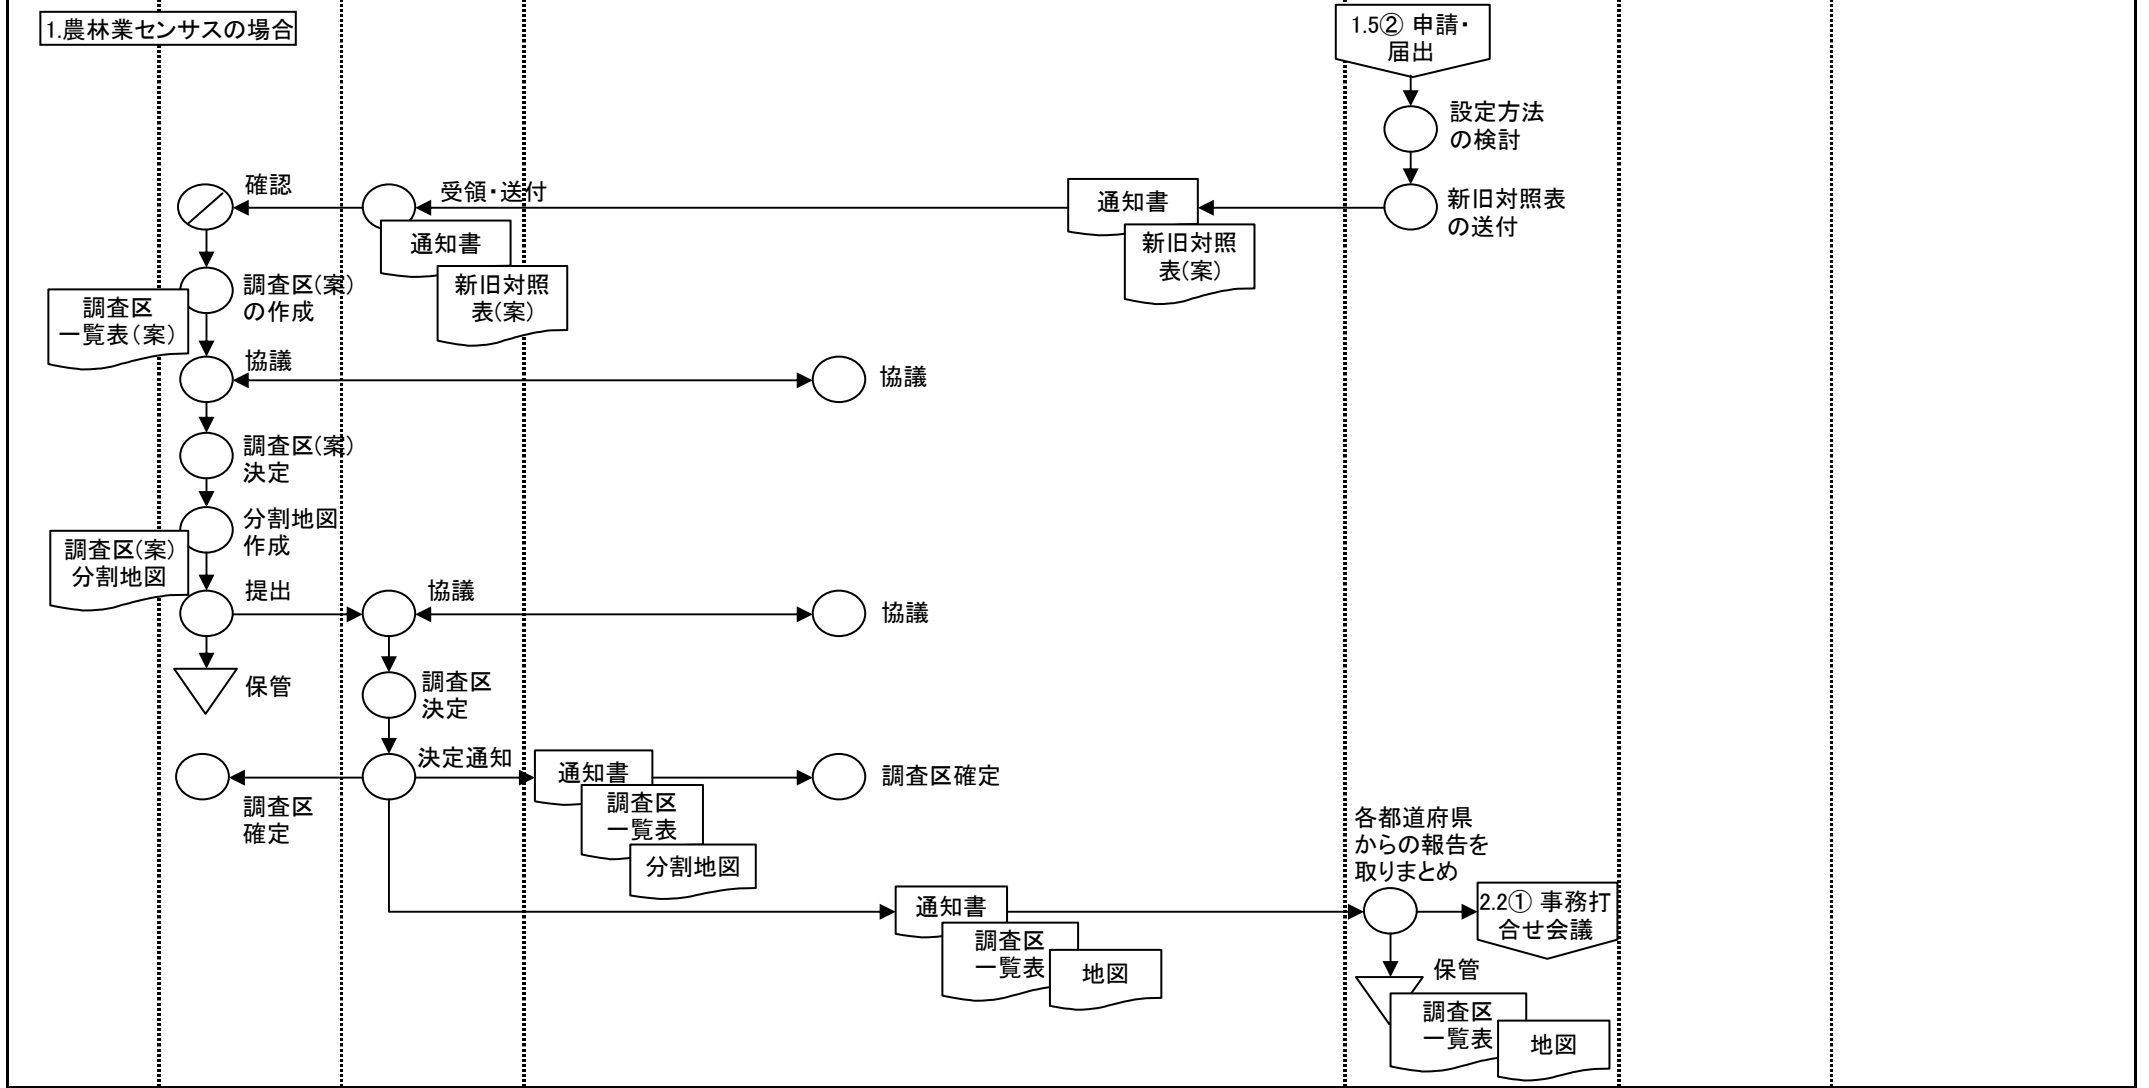 1.農林業センサスの場合
1.5② 申請・
届出
設定方法
の検討
新旧対照表
の送付
通知書
新旧対照
表(案)
受領・送付
通知書
新旧対照
表(案)
確認
調査区(案)
の作成
調査区
一覧表(案)
協議
協議
調査区(案)
決定
分割地図
作成
調査区(案)
分割地図
提出
協議
協議
保管
調査区
決定
決定通知
通知書
調査区
一覧表
分割地図
調査区確定
調査区
確定
各都道府県
からの報告を
取りまとめ
通知書
調査区
一覧表
地図
2.2① 事務打
合せ会議
保管
調査区
一覧表
地図